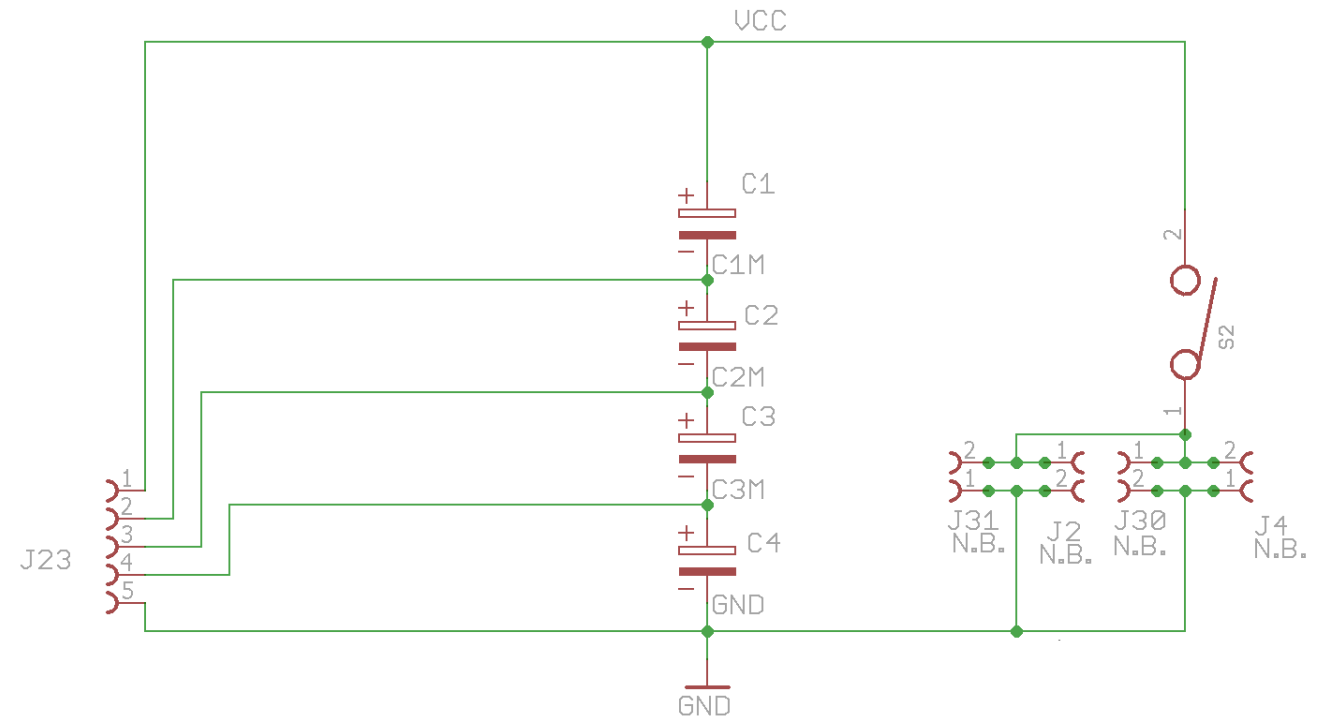 VCC
+ C1
2
- C1M
+ C2
S2
- C2M
+ C3
1
2 1 1 2
1 2 2 1
J31 J2 J30 J4
N.B. N.B. N.B. N.B.
- C3M
+ C4
- GND
J23
1
2
3
4
5
GND